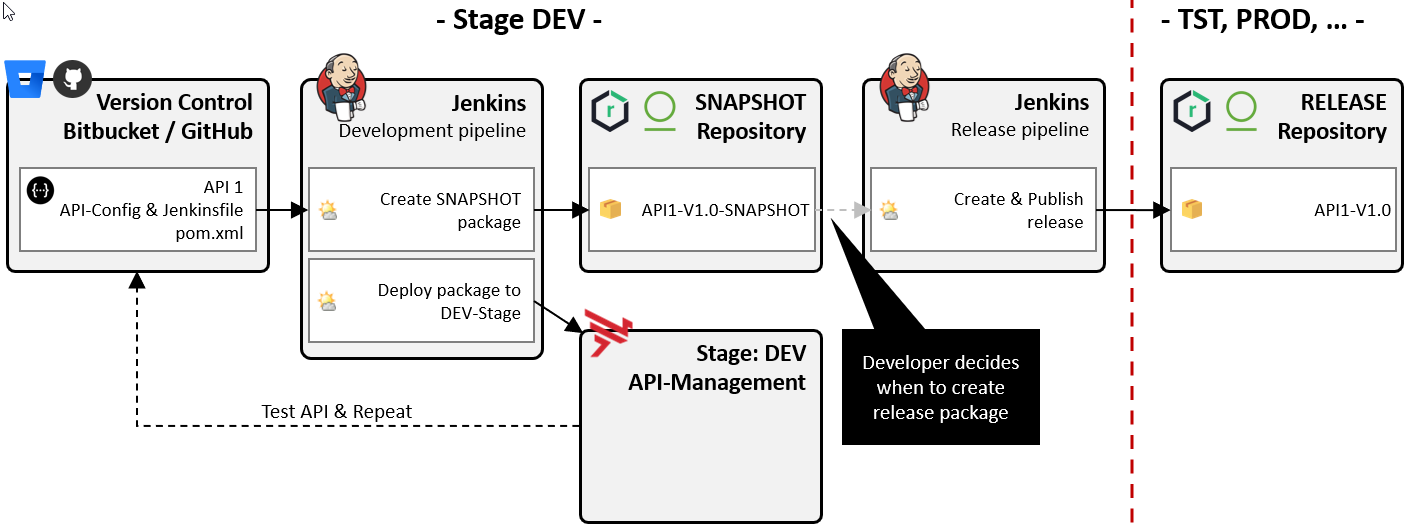 - Stage DEV -
- TST, PROD, ... -
Version Control
Bitbucket / GitHub
API 1
API-Config & Jenkinsfile
pom.xml
Jenkins
Development pipeline
Create SNAPSHOT
package
Deploy package to
DEV-Stage
SNAPSHOT
Repository
r
API1-V1.0-SNAPSHOT
Jenkins
Release pipeline
Create & Publish
release
RELEASE
Repository
r
API1-V1.0
Stage: DEV
API-Management
Developer decides
when to create
release package
Test API & Repeat